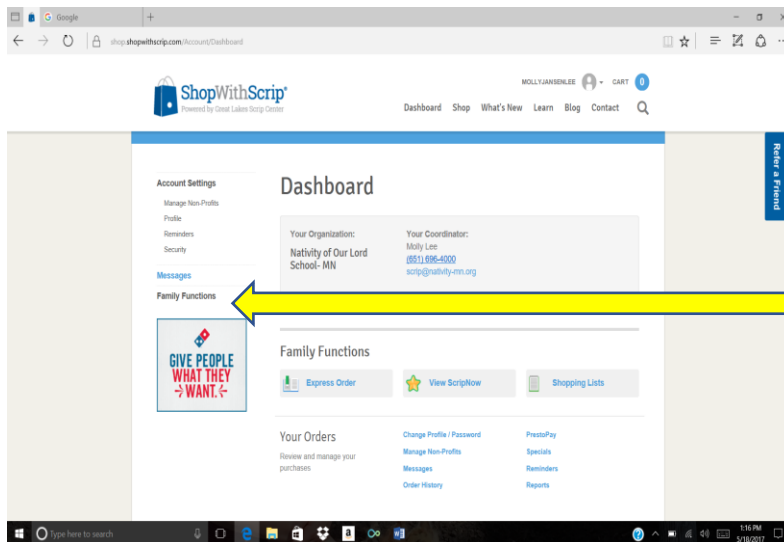 Google
shop.shopwithscrip.com/Account/Dashboard
ShopWithScrip
Powered by Great Lakes Scrip Center
MOLLYJANSENLEE
CART 0
Dashboard Shop What's New Learn Blog Contact
Refer a Friend
Account Settings
Manage Non-Profits
Profile
Reminders
Security
Messages
Family Functions
GIVE PEOPLE
WHAT THEY
WANT.
Dashboard
Your Organization:
Nativity of Our Lord
School- MN
Your Coordinator:
Molly Lee
(651) 696-4000
scrip@nativity-mn.org
Family Functions
Express Order
View ScripNow
Shopping Lists
Your Orders
Review and manage your
purchases
Change Profile / Password
Manage Non-Profits
Messages
Order History
PrestoPay
Specials
Reminders
Reports
Type here to search
1:16 PM
5/18/2017